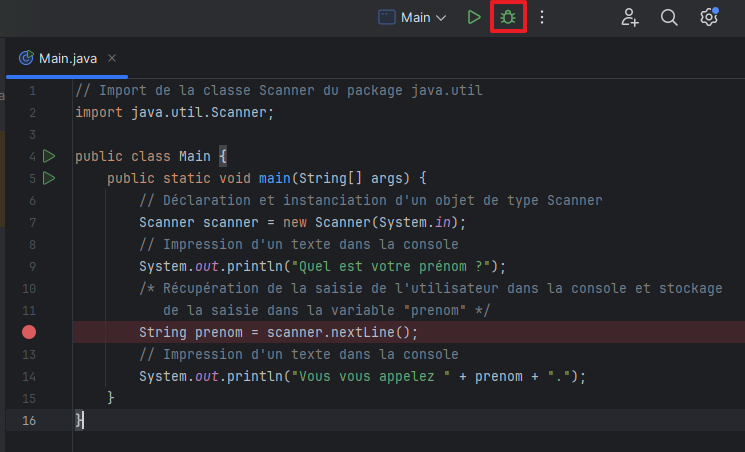 Main
Main.java
1 // Import de la classe Scanner du package java.util
2 import java.util.Scanner;
3
4 public class Main {
5 public static void main(String[] args) {
6 // Déclaration et instanciation d'un objet de type Scanner
7 Scanner scanner = new Scanner(System.in);
8 // Impression d'un texte dans la console
9 System.out.println("Quel est votre prénom ?");
10 /* Récupération de la saisie de l'utilisateur dans la console et stockage
11 de la saisie dans la variable "prenom" */
String prenom = scanner.nextLine();
13 // Impression d'un texte dans la console
14 System.out.println("Vous vous appelez " + prenom + ".");
15 }
16 }